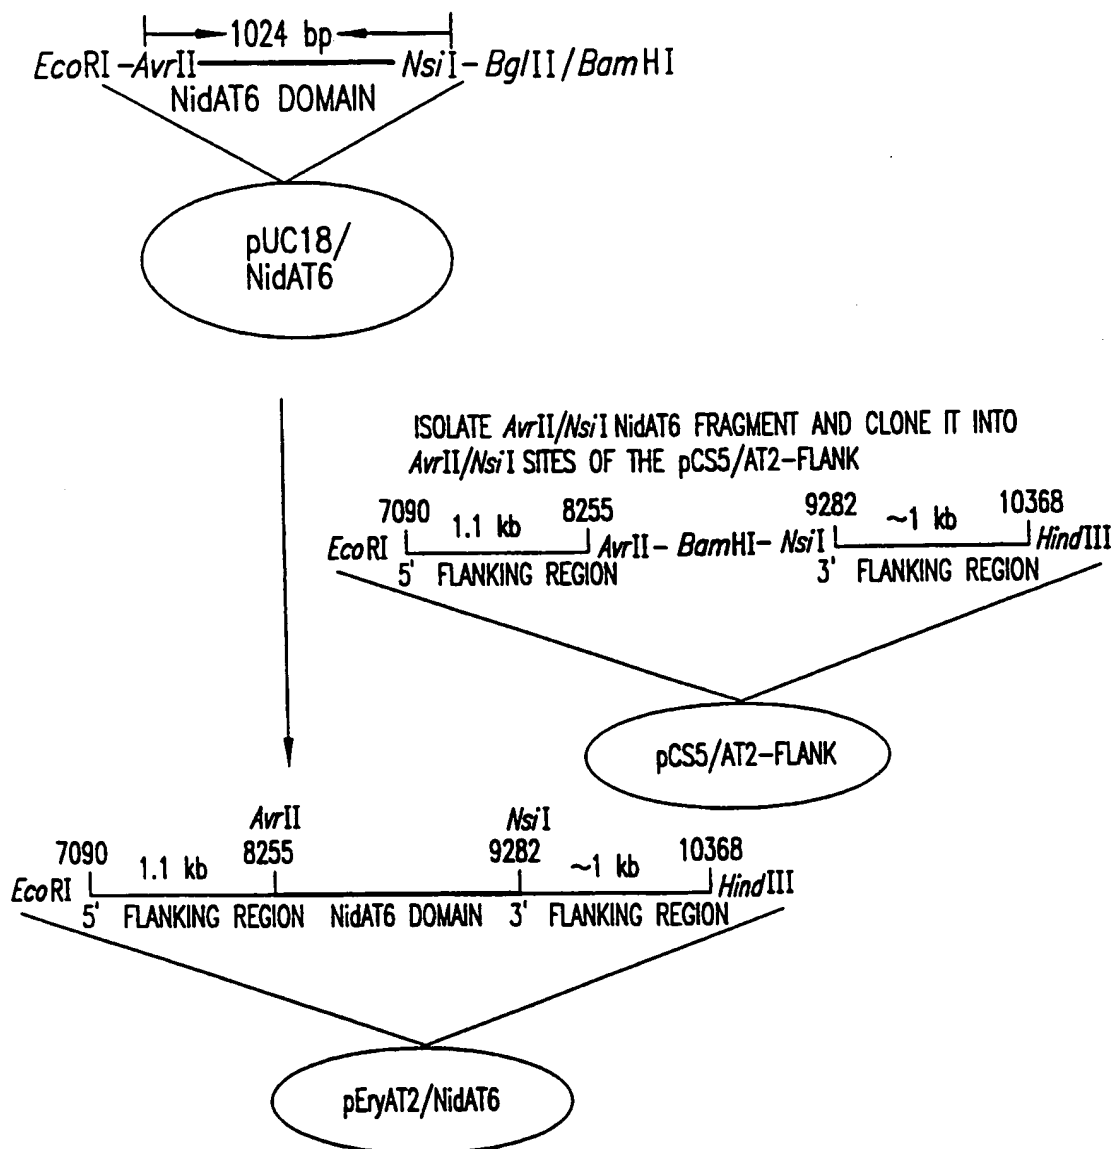 1024 bp
EcoRI-AvrII NsiI-BglII/BamHI
NidAT6 DOMAIN
pUC18/
NidAT6
ISOLATE AvrII/NsiI NidAT6 FRAGMENT AND CLONE IT INTO
AvrII/NsiI SITES OF THE pCS5/AT2-FLANK
7090 1.1 kb 8255 9282 ~1 kb 10368
EcoRI AvrII- BamHI- NsiI HindIII
5' FLANKING REGION 3' FLANKING REGION
pCS5/AT2-FLANK
AvrII NsiI
7090 1.1 kb 8255 9282 ~1 kb 10368
EcoRI HindIII
5' FLANKING REGION NidAT6 DOMAIN 3' FLANKING REGION
pEryAT2/NidAT6